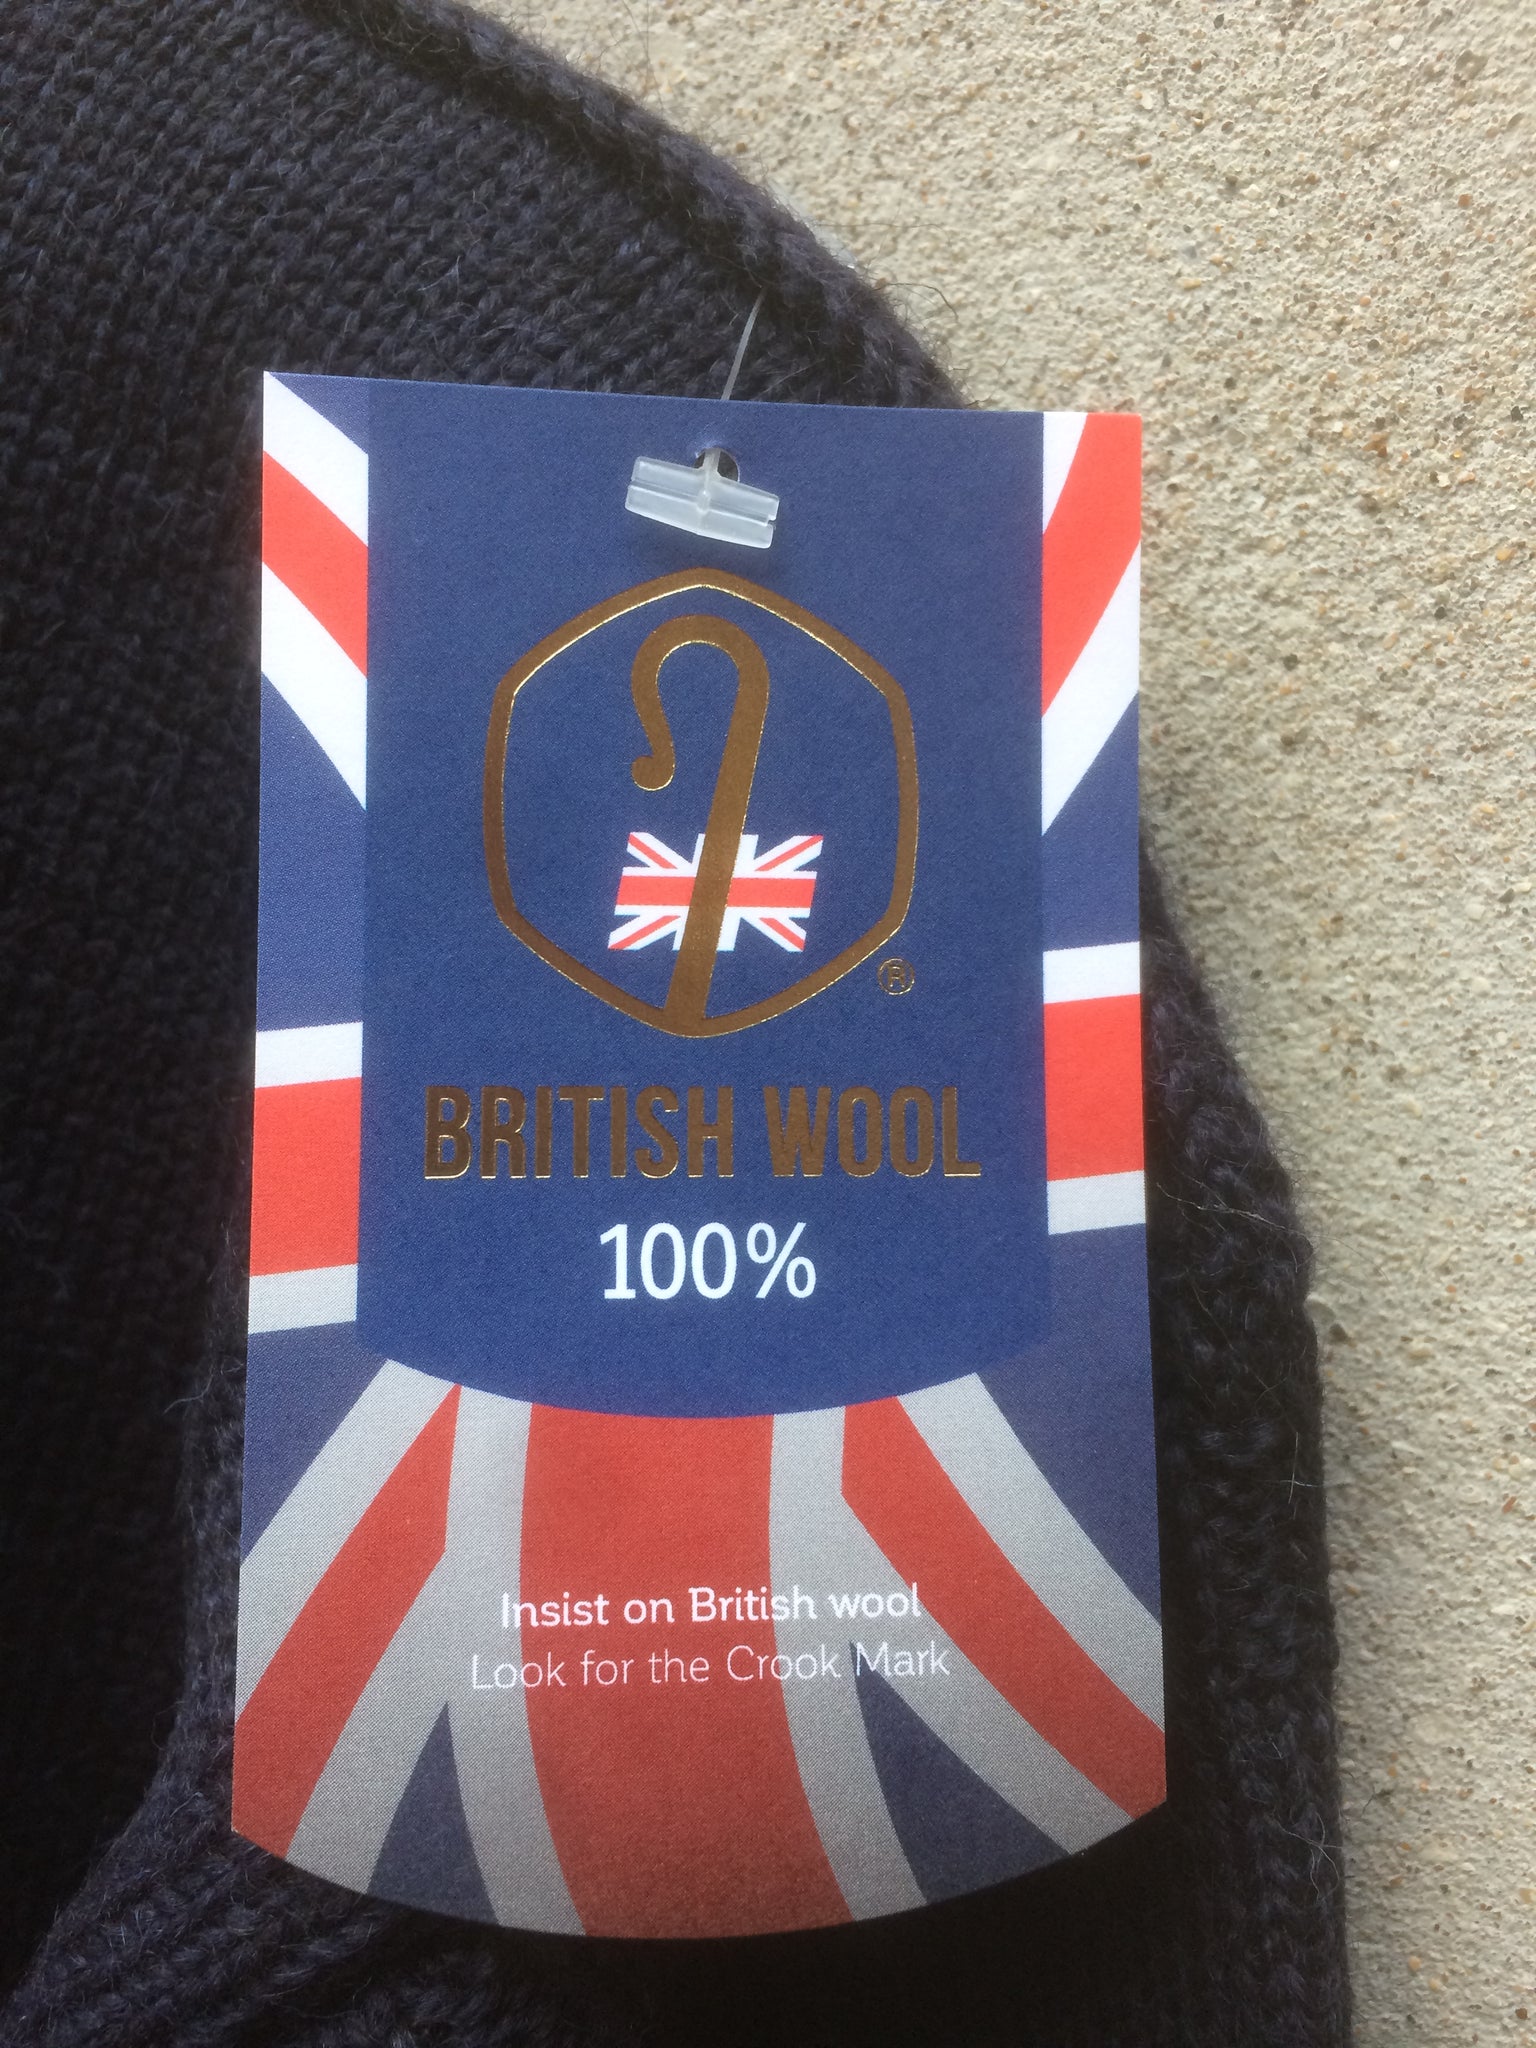 ®
BRITISH WOOL
100%
Insist on British wool
Look for the Crook Mark